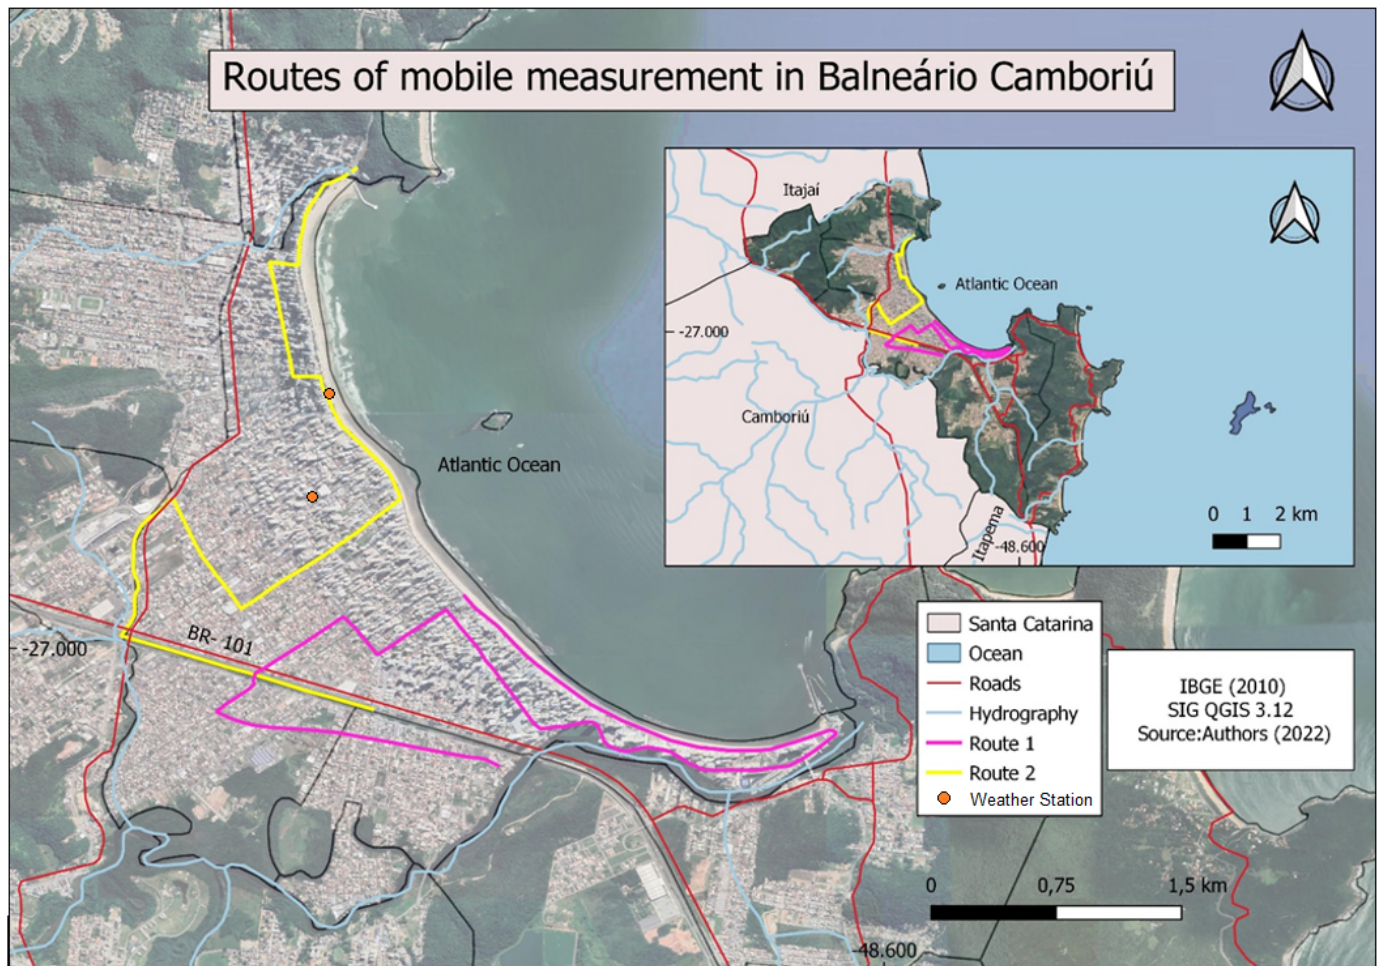 Routes of mobile measurement in Balneário Camboriú
Itajaí
Atlantic Ocean
-27.000
Camboriú
Itapema
-48.600
0 1 2 km
Atlantic Ocean
BR- 101
-27.000
Santa Catarina
Ocean
Roads
Hydrography
Route 1
Route 2
Weather Station
IBGE (2010)
SIG QGIS 3.12
Source:Authors (2022)
0 0,75 1,5 km
-48.600